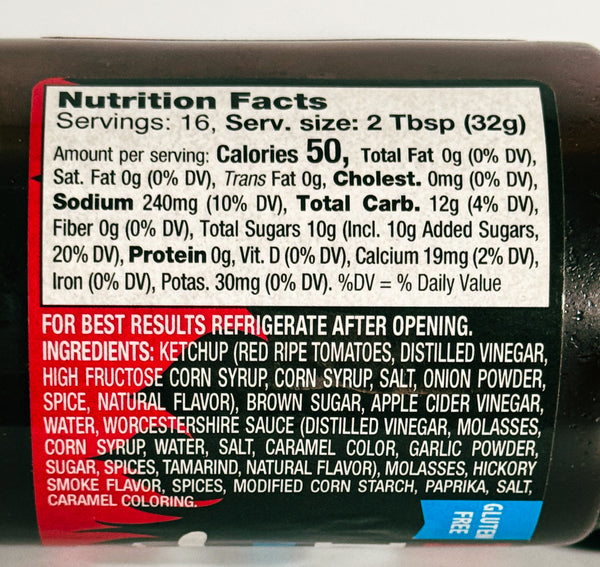 Nutrition Facts
Servings: 16, Serv. size: 2 Tbsp (32g)
Amount per serving: Calories 50, Total Fat 0g (0% DV),
Sat. Fat 0g (0% DV), Trans Fat 0g, Cholest. 0mg (0% DV),
Sodium 240mg (10% DV), Total Carb. 12g (4% DV),
Fiber 0g (0% DV), Total Sugars 10g (Incl. 10g Added Sugars,
20% DV), Protein 0g, Vit. D (0% DV), Calcium 19mg (2% DV),
Iron (0% DV), Potas. 30mg (0% DV). %DV = % Daily Value
FOR BEST RESULTS REFRIGERATE AFTER OPENING.
INGREDIENTS: KETCHUP (RED RIPE TOMATOES, DISTILLED VINEGAR,
HIGH FRUCTOSE CORN SYRUP, CORN SYRUP, SALT, ONION POWDER,
SPICE, NATURAL FLAVOR), BROWN SUGAR, APPLE CIDER VINEGAR,
WATER, WORCESTERSHIRE SAUCE (DISTILLED VINEGAR, MOLASSES,
CORN SYRUP, WATER, SALT, CARAMEL COLOR, GARLIC POWDER,
SUGAR, SPICES, TAMARIND, NATURAL FLAVOR), MOLASSES, HICKORY
SMOKE FLAVOR, SPICES, MODIFIED CORN STARCH, PAPRIKA, SALT,
CARAMEL COLORING.
GLUTEN
FREE